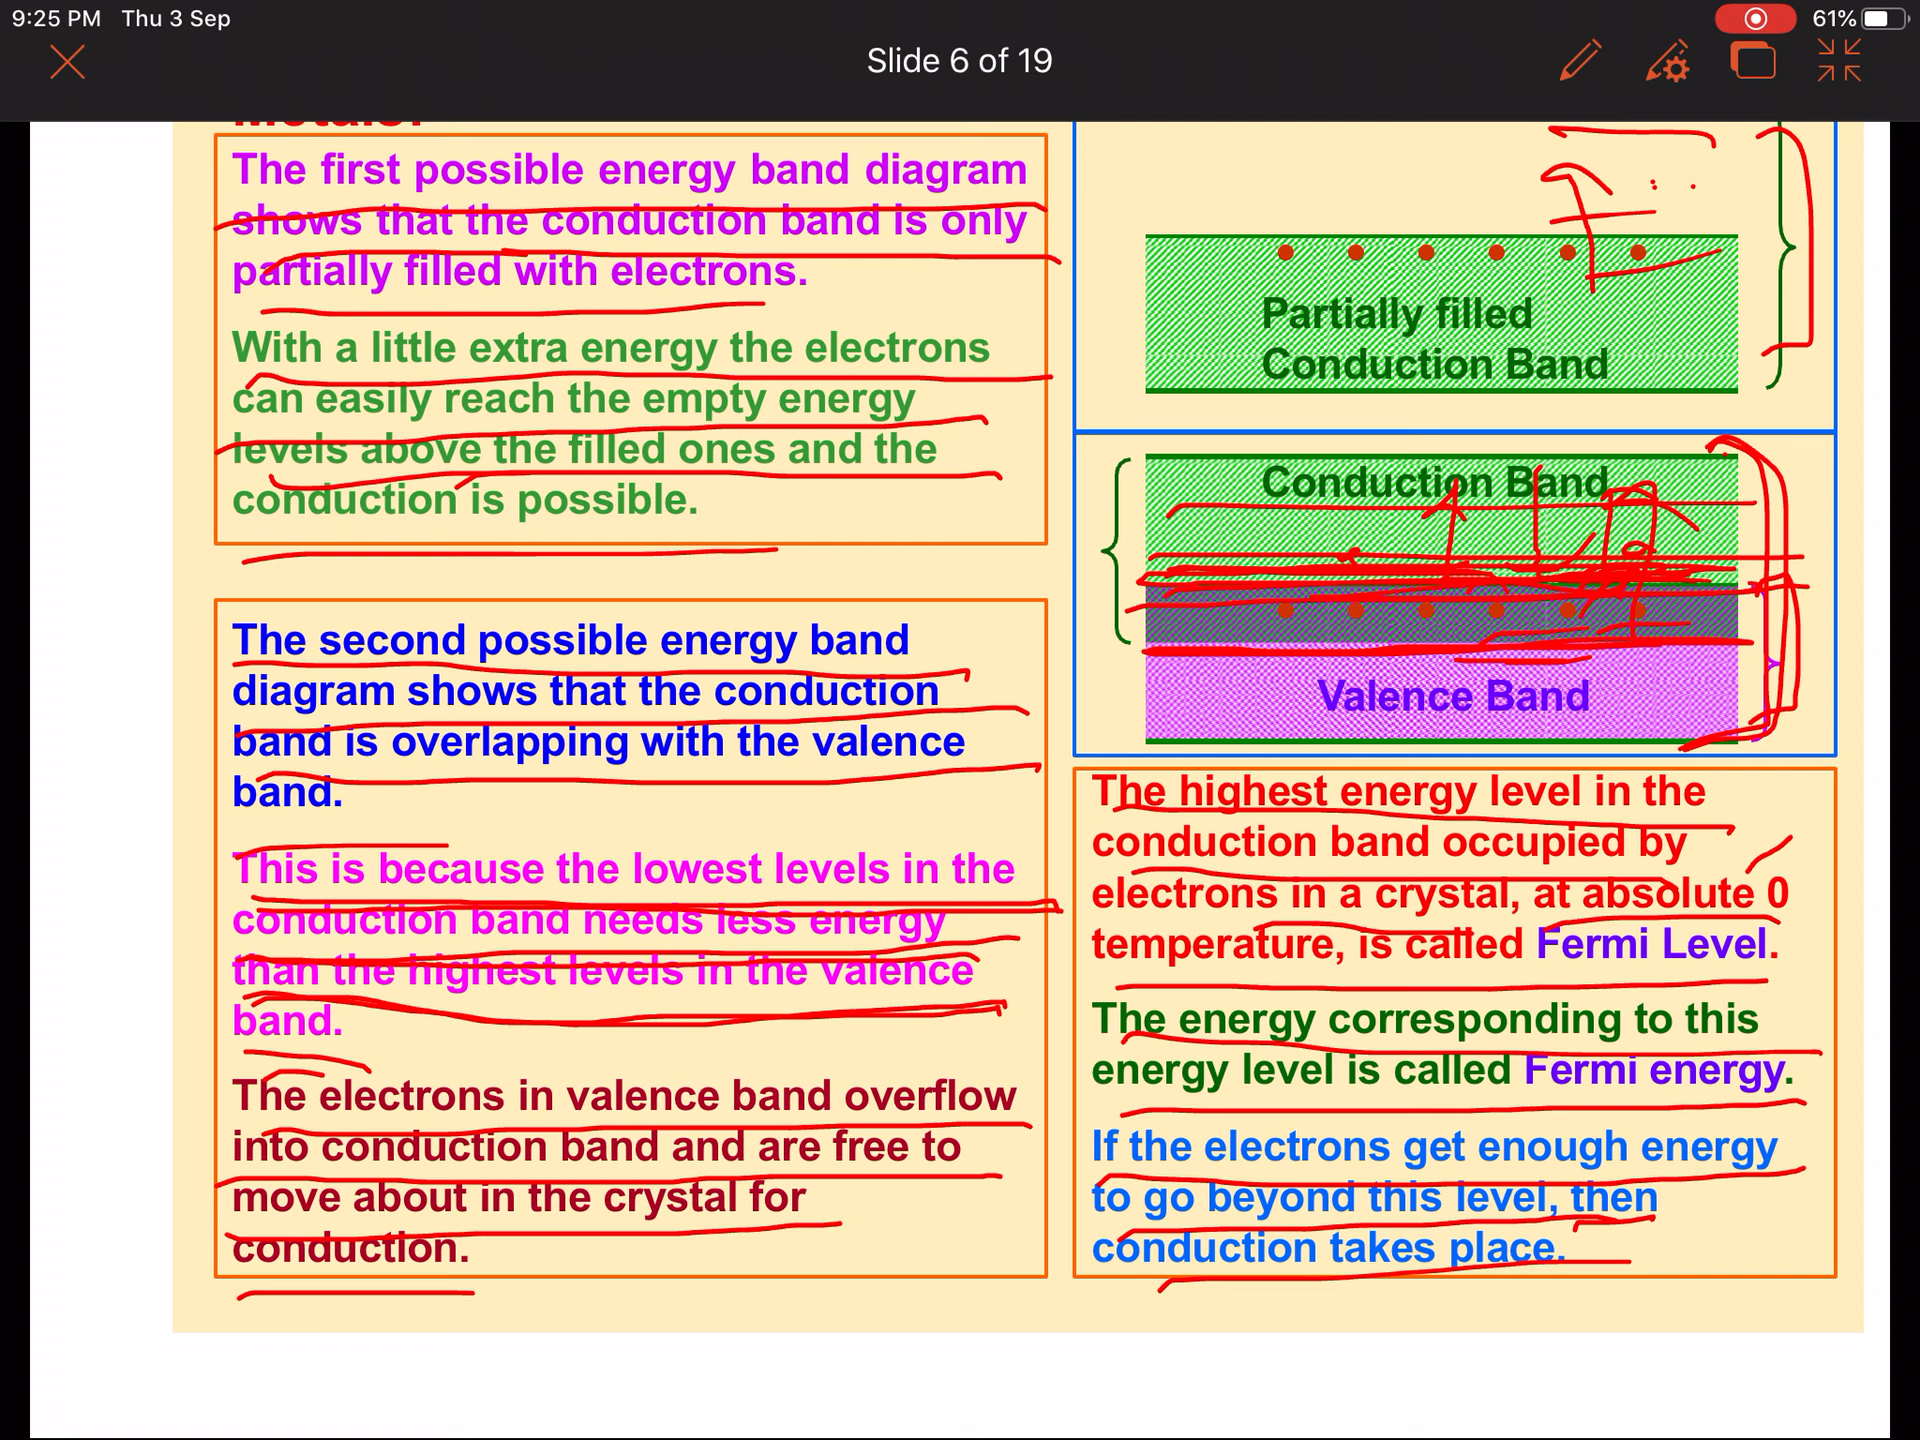 9:25 PM Thu 3 Sep
61%
Slide 6 of 19
Metals:
The first possible energy band diagram
shows that the conduction band is only
partially filled with electrons.
With a little extra energy the electrons
can easily reach the empty energy
levels above the filled ones and the
conduction is possible.
The second possible energy band
diagram shows that the conduction
band is overlapping with the valence
band.
This is because the lowest levels in the
conduction band needs less energy
than the highest levels in the valence
band.
The electrons in valence band overflow
into conduction band and are free to
move about in the crystal for
conduction.
Partially filled
Conduction Band
Conduction Band
Valence Band
The highest energy level in the
conduction band occupied by
electrons in a crystal, at absolute 0
temperature, is called Fermi Level.
The energy corresponding to this
energy level is called Fermi energy.
If the electrons get enough energy
to go beyond this level, then
conduction takes place.